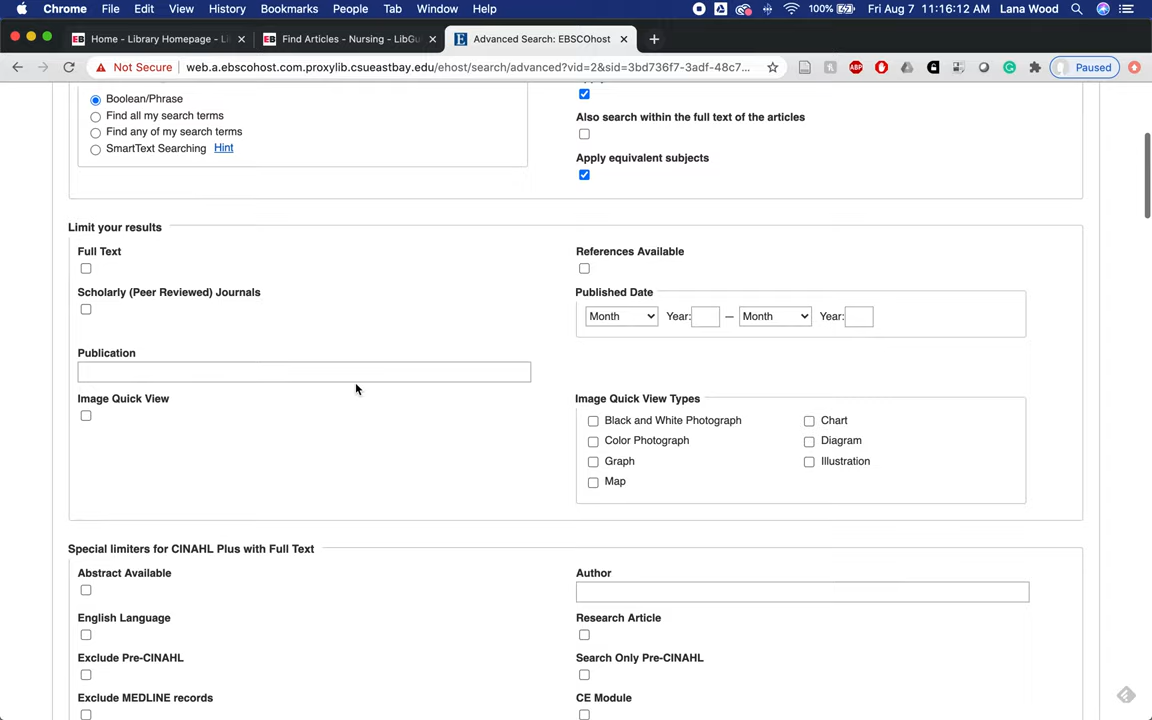 Chrome File Edit View History Bookmarks People Tab Window Help 100% Fri Aug 7 11:16:12 AM Lana Wood
Home - Library Homepage - Li
Find Articles - Nursing - LibGu
Advanced Search: EBSCOhost
Not Secure web.a.ebscohost.com.proxylib.csueastbay.edu/ehost/search/advanced?vid=2&sid=3bd736f7-3adf-48c7... ABP Paused
Boolean/Phrase
Find all my search terms
Find any of my search terms
SmartText Searching Hint
Also search within the full text of the articles
Apply equivalent subjects
Limit your results
Full Text
References Available
Scholarly (Peer Reviewed) Journals
Published Date
Month Year: – Month Year:
Publication
Image Quick View
Image Quick View Types
Black and White Photograph Chart
Color Photograph Diagram
Graph Illustration
Map
Special limiters for CINAHL Plus with Full Text
Abstract Available
Author
English Language
Research Article
Exclude Pre-CINAHL
Search Only Pre-CINAHL
Exclude MEDLINE records
CE Module